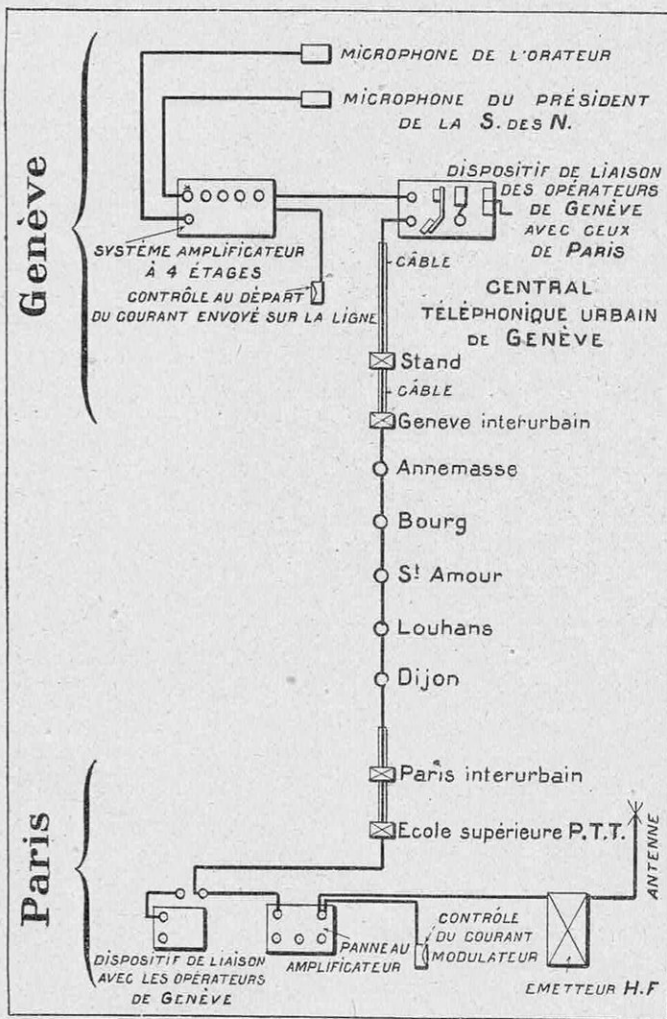 Genève
MICROPHONE DE L'ORATEUR
MICROPHONE DU PRÉSIDENT
DE LA S. DES N.
DISPOSITIF DE LIAISON
DES OPÉRATEURS
DE GENÈVE
AVEC CEUX
DE PARIS
SYSTÈME AMPLIFICATEUR
À 4 ÉTAGES
CONTRÔLE AU DÉPART
DU COURANT ENVOYÉ SUR LA LIGNE
CÂBLE
CENTRAL
TÉLÉPHONIQUE URBAIN
DE GENÈVE
Stand
CÂBLE
Geneve interurbain
Annemasse
Bourg
St Amour
Louhans
Dijon
Paris
Paris interurbain
Ecole supérieure P.T.T.
ANTENNE
DISPOSITIF DE LIAISON
AVEC LES OPÉRATEURS
DE GENÈVE
PANNEAU
AMPLIFICATEUR
CONTRÔLE
DU COURANT
MODULATEUR
EMETTEUR H.F